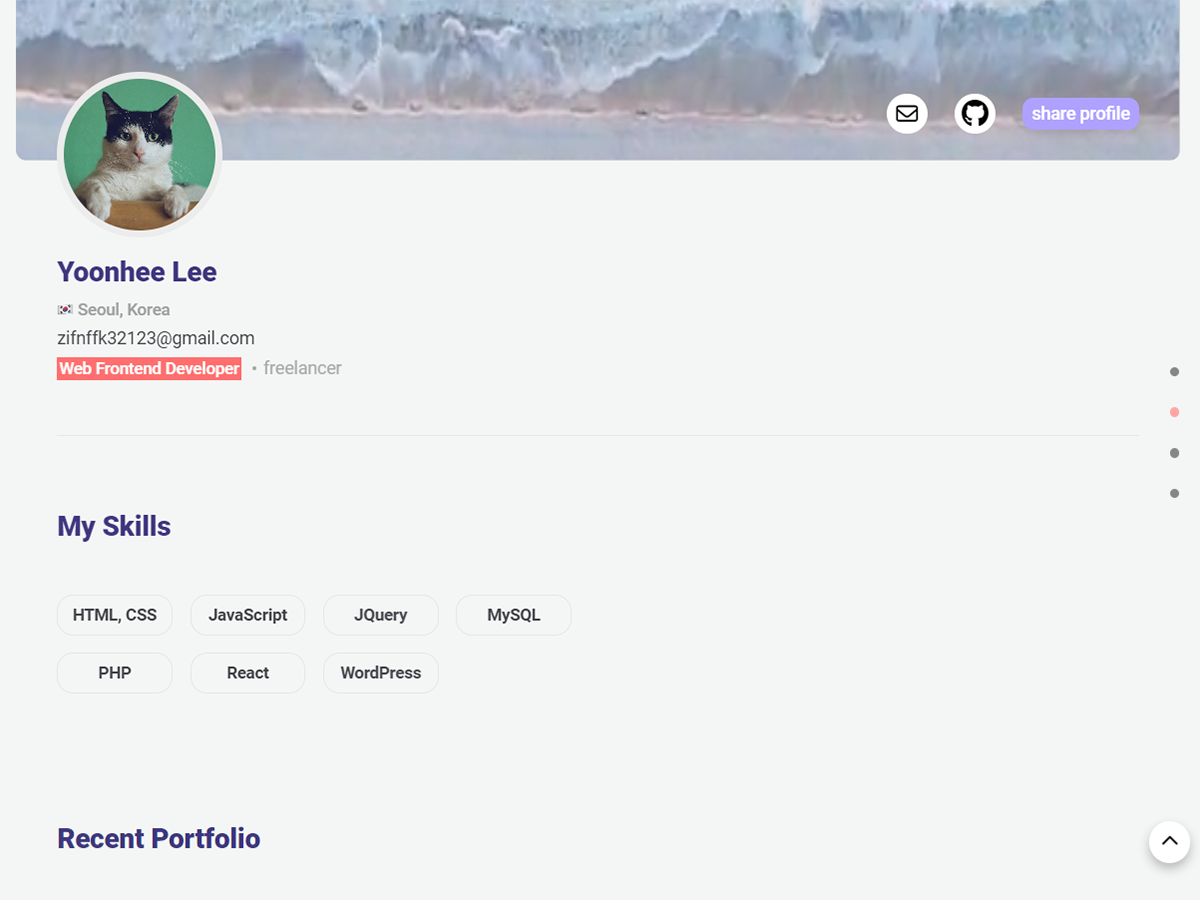 share profile
Yoonhee Lee
🇰🇷 Seoul, Korea
zifnffk32123@gmail.com
Web Frontend Developer • freelancer
My Skills
HTML, CSS JavaScript JQuery MySQL
PHP React WordPress
Recent Portfolio